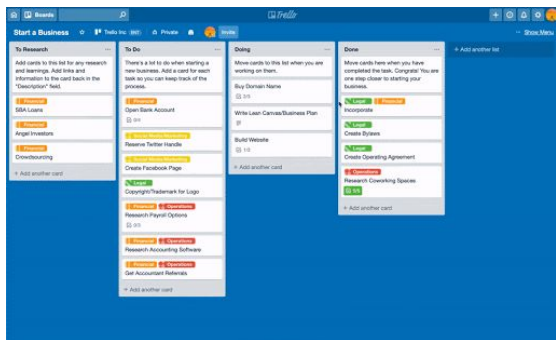 Boards
Trello
Start a Business
Trello Inc
Private
Invite
Show Menu
To Research
Add cards to this list for any research
and learnings. Add links and
information to the card back in the
"Description" field.
Financial
SBA Loans
Financial
Angel Investors
Financial
Crowdsourcing
+ Add another card
To Do
There's a lot to do when starting a
new business. Add a card for each
task so you can keep track of the
process.
Financial
Open Bank Account
0/4
Social Media/Marketing
Reserve Twitter Handle
Social Media/Marketing
Create Facebook Page
Legal
Copyright/Trademark for Logo
Financial Operations
Research Payroll Options
0/3
Financial Operations
Research Accounting Software
Financial Operations
Get Accountant Referrals
+ Add another card
Doing
Move cards to this list when you are
working on them.
Buy Domain Name
Write Lean Canvas/Business Plan
Build Website
+ Add another card
Done
Move cards here when you have
completed the task. Congrats! You are
one step closer to starting your
business.
Legal Financial
Incorporate
Legal
Create Bylaws
Legal
Create Operating Agreement
Operations
Research Coworking Spaces
5/5
+ Add another card
+ Add another list